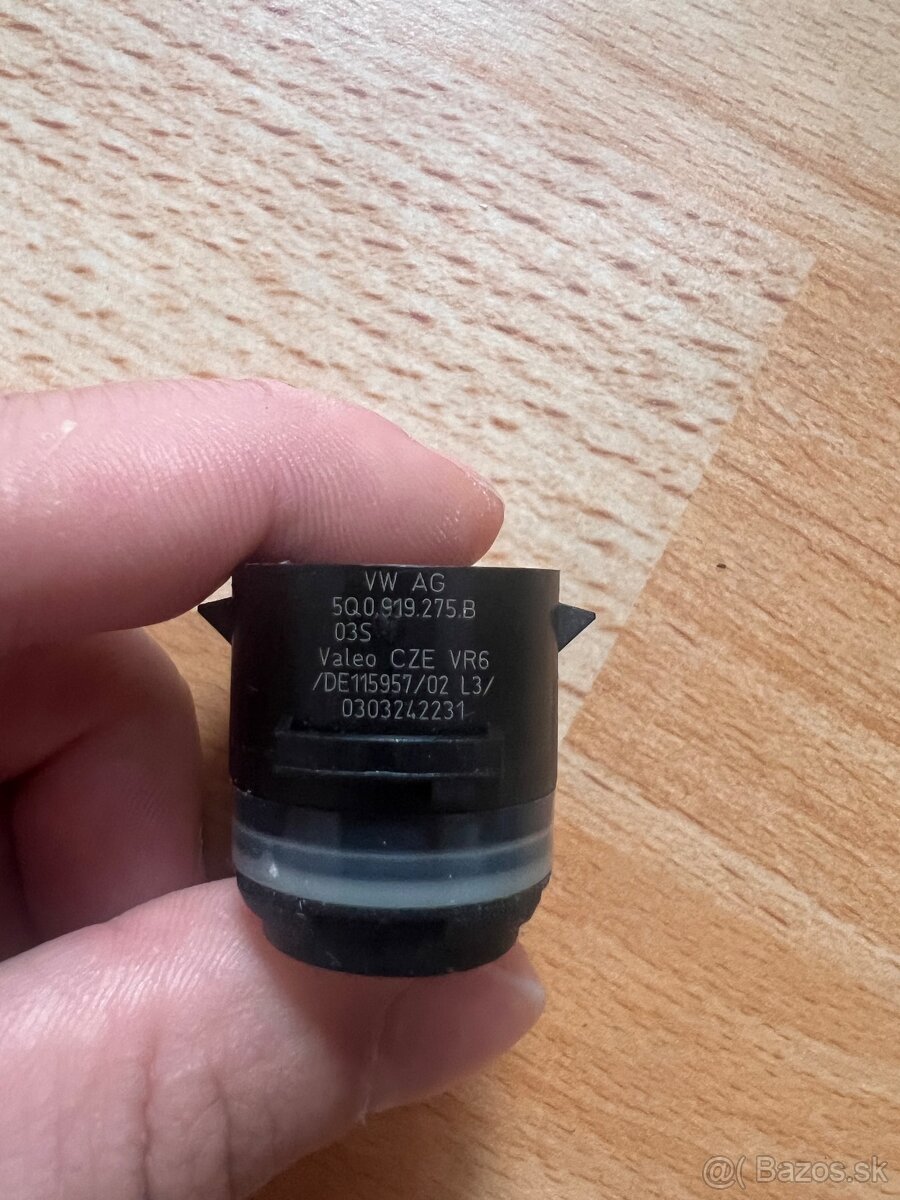 VW AG
5Q0.919.275.B
03S
Valeo CZE VR6
/DE115957/02 L3/
0303242231
@( Bazos.sk